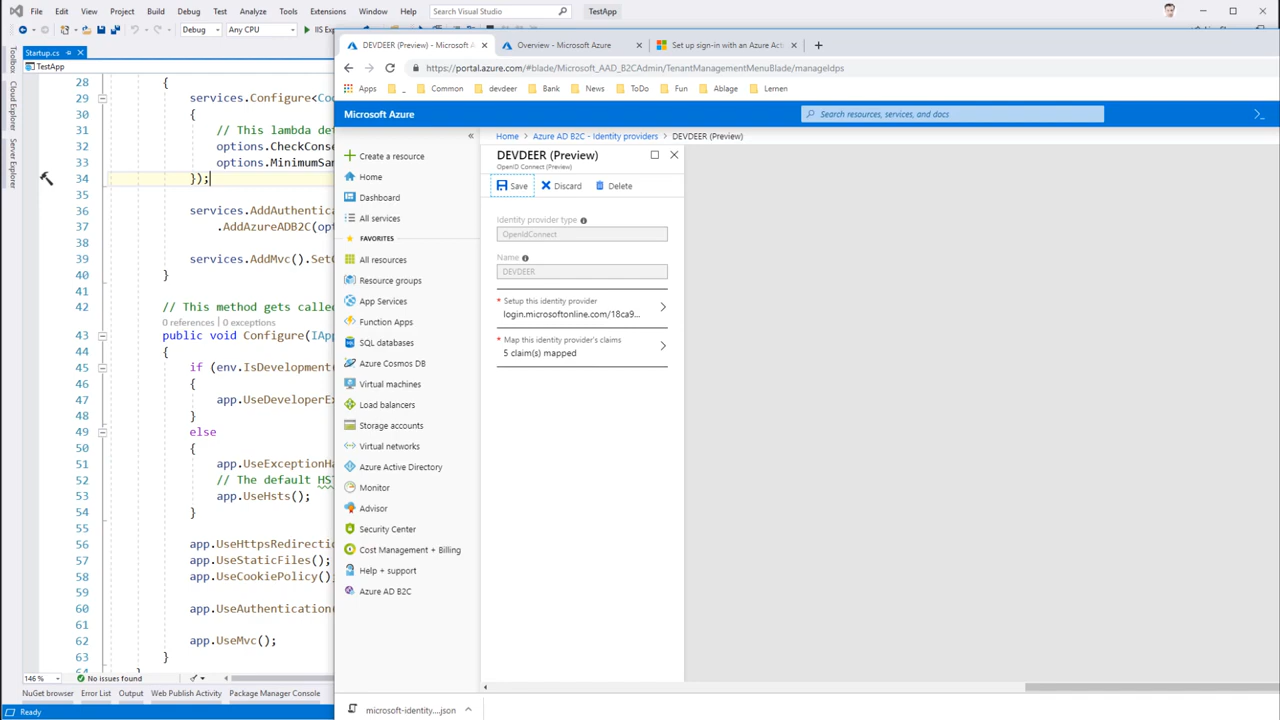 File Edit View Project Build Debug Test Analyze Tools Extensions Window Help Search Visual Studio TestApp
Debug Any CPU
Startup.cs
TestApp
Toolbox
Cloud Explorer
Server Explorer
28 {
29 services.Configure<Coo
30 {
31 // This lambda de
32 options.CheckCons
33 options.MinimumSa
34 });
35
36 services.AddAuthentica
37 .AddAzureADB2C(opt
38
39 services.AddMvc().SetC
40 }
41
42 // This method gets calle
0 references | 0 exceptions
43 public void Configure(IAp
44 {
45 if (env.IsDevelopment(
46 {
47 app.UseDeveloperEx
48 }
49 else
50 {
51 app.UseExceptionHa
52 // The default HS
53 app.UseHsts();
54 }
55
56 app.UseHttpsRedirectio
57 app.UseStaticFiles();
58 app.UseCookiePolicy();
59
60 app.UseAuthentication(
61
62 app.UseMvc();
63 }
146 % No issues found
NuGet browser Error List Output Web Publish Activity Package Manager Console
Ready
DEVDEER (Preview) - Microsoft A
Overview - Microsoft Azure
Set up sign-in with an Azure Act
https://portal.azure.com/#blade/Microsoft_AAD_B2CAdmin/TenantManagementMenuBlade/manageIdps
Apps _ Common devdeer Bank News ToDo Fun Ablage Lernen
Microsoft Azure
Search resources, services, and docs
Create a resource
Home
Dashboard
All services
FAVORITES
All resources
Resource groups
App Services
Function Apps
SQL databases
Azure Cosmos DB
Virtual machines
Load balancers
Storage accounts
Virtual networks
Azure Active Directory
Monitor
Advisor
Security Center
Cost Management + Billing
Help + support
Azure AD B2C
Home Azure AD B2C - Identity providers DEVDEER (Preview)
DEVDEER (Preview)
OpenID Connect (Preview)
Save Discard Delete
Identity provider type
OpenIdConnect
Name
DEVDEER
* Setup this identity provider
login.microsoftonline.com/18ca9...
* Map this identity provider's claims
5 claim(s) mapped
microsoft-identity....json